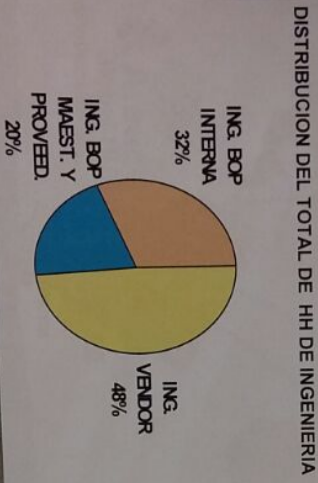 DISTRIBUCION DEL TOTAL DE HH DE INGENIERIA
ING. BOP
INTERNA
32%
ING.
VENDOR
48%
ING. BOP
MAEST. Y
PROVEED.
20%